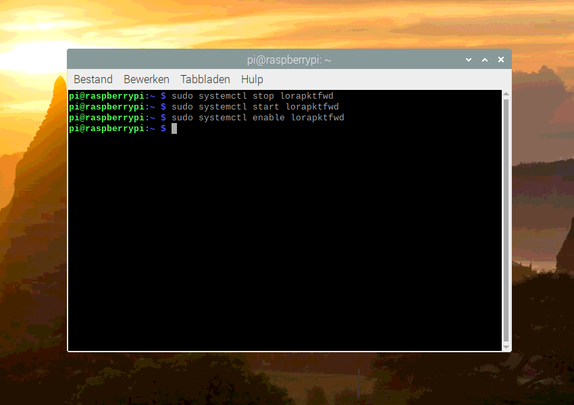 pi@raspberrypi: ~
Bestand Bewerken Tabbladen Hulp
pi@raspberrypi:~ $ sudo systemctl stop lorapktfwd
pi@raspberrypi:~ $ sudo systemctl start lorapktfwd
pi@raspberrypi:~ $ sudo systemctl enable lorapktfwd
pi@raspberrypi:~ $